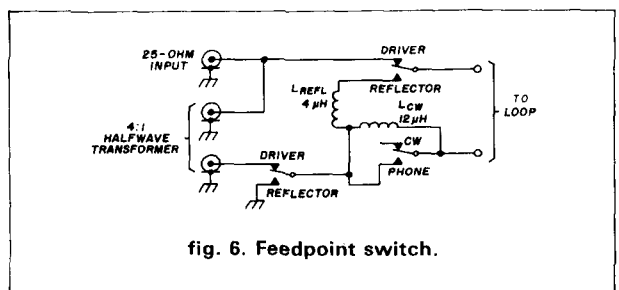 25-OHM
INPUT
DRIVER
REFLECTOR
LREFL
4 µH
LCW
12 µH
TO
LOOP
4:1
HALFWAVE
TRANSFORMER
CW
PHONE
DRIVER
REFLECTOR
fig. 6. Feedpoint switch.